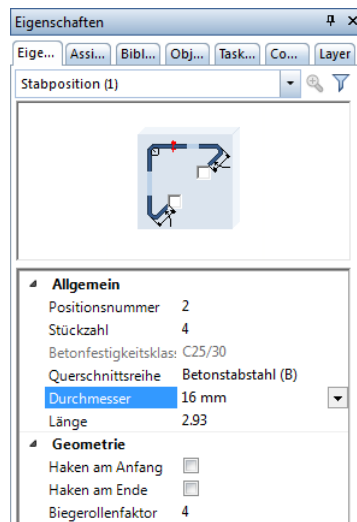 Eigenschaften
Eige... Assi... Bibl... Obj... Task... Co... Layer
Stabposition (1)
Allgemein
Positionsnummer 2
Stückzahl 4
Betonfestigkeitsklas: C25/30
Querschnittsreihe Betonstabstahl (B)
Durchmesser 16 mm
Länge 2.93
Geometrie
Haken am Anfang
Haken am Ende
Biegerollenfaktor 4